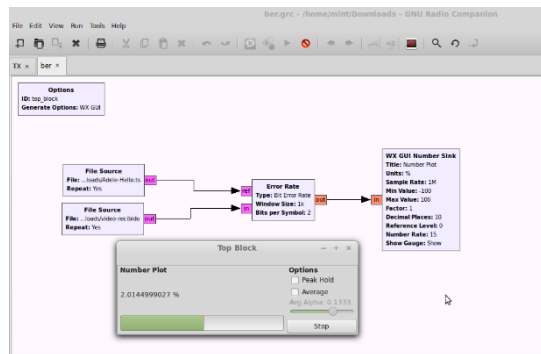 ber.grc - /home/mint/Downloads - GNU Radio Companion
File Edit View Run Tools Help
TX × ber ×
Options
ID: top_block
Generate Options: WX GUI
File Source
File: ...loads/Adele-Hello.ts
Repeat: Yes
out
File Source
File: ...loads/video-recibido
Repeat: Yes
out
ref
in
Error Rate
Type: Bit Error Rate
Window Size: 1k
Bits per Symbol: 2
out
in
WX GUI Number Sink
Title: Number Plot
Units: %
Sample Rate: 1M
Min Value: -100
Max Value: 100
Factor: 1
Decimal Places: 10
Reference Level: 0
Number Rate: 15
Show Gauge: Show
Top Block
Number Plot
2.0144999027 %
Options
Peak Hold
Average
Avg Alpha: 0.1333
Stop